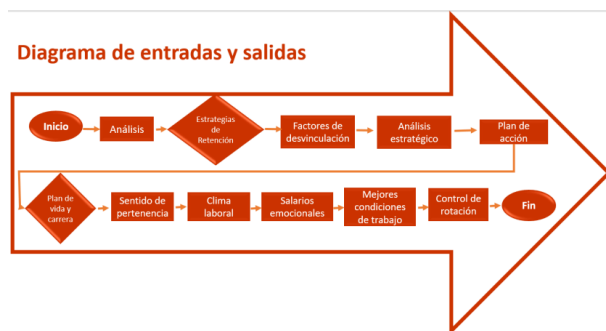 Diagrama de entradas y salidas
Inicio
Análisis
Estrategias
de
Retención
Factores de
desvinculación
Análisis
estratégico
Plan de
acción
Plan de
vida y
carrera
Sentido de
pertenencia
Clima
laboral
Salarios
emocionales
Mejores
condiciones
de trabajo
Control de
rotación
Fin